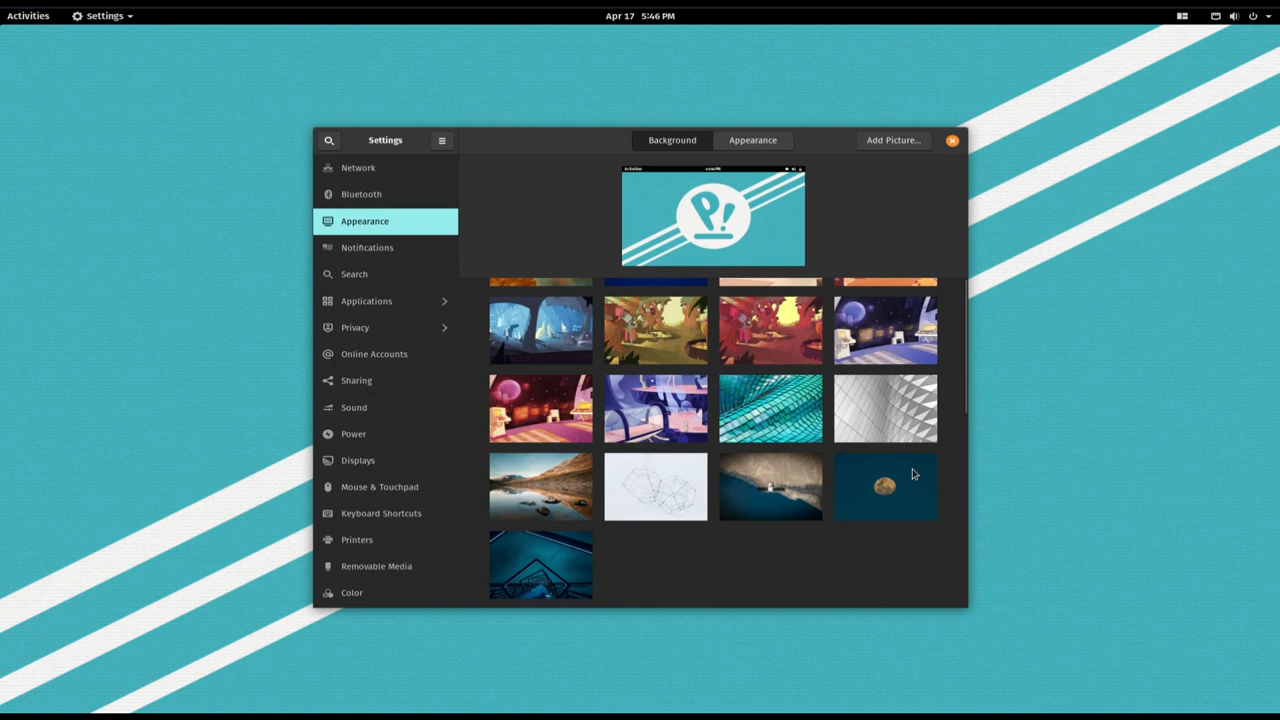 Activities
Settings
Apr 17 5:46 PM
Settings
Background
Appearance
Add Picture...
Network
Bluetooth
Appearance
Notifications
Search
Applications
Privacy
Online Accounts
Sharing
Sound
Power
Displays
Mouse & Touchpad
Keyboard Shortcuts
Printers
Removable Media
Color
P!